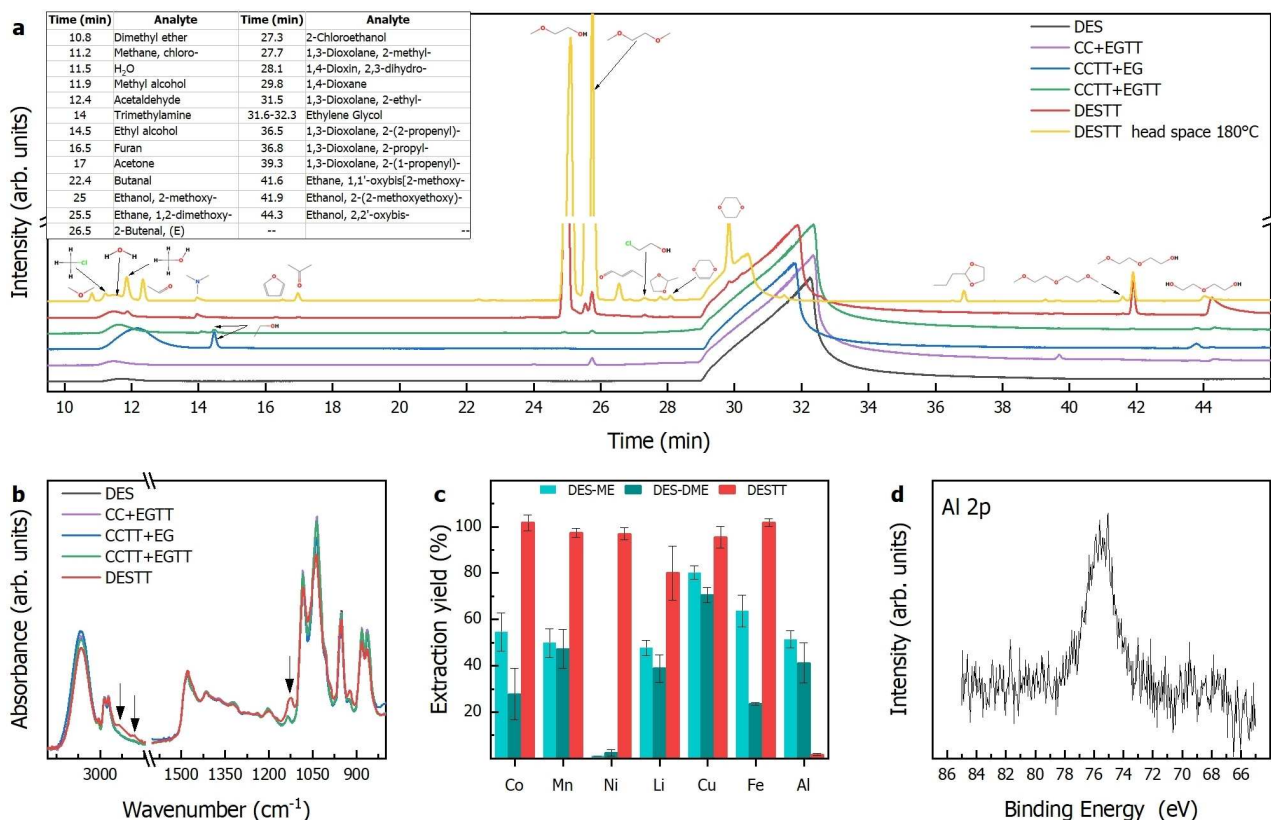 a
Time (min) Analyte Time (min) Analyte
10.8 Dimethyl ether 27.3 2-Chloroethanol
11.2 Methane, chloro- 27.7 1,3-Dioxolane, 2-methyl-
11.5 H₂O 28.1 1,4-Dioxin, 2,3-dihydro-
11.9 Methyl alcohol 29.8 1,4-Dioxane
12.4 Acetaldehyde 31.5 1,3-Dioxolane, 2-ethyl-
14 Trimethylamine 31.6-32.3 Ethylene Glycol
14.5 Ethyl alcohol 36.5 1,3-Dioxolane, 2-(2-propenyl)-
16.5 Furan 36.8 1,3-Dioxolane, 2-propyl-
17 Acetone 39.3 1,3-Dioxolane, 2-(1-propenyl)-
22.4 Butanal 41.6 Ethane, 1,1'-oxybis[2-methoxy-
25 Ethanol, 2-methoxy- 41.9 Ethanol, 2-(2-methoxyethoxy)-
25.5 Ethane, 1,2-dimethoxy- 44.3 Ethanol, 2,2'-oxybis-
26.5 2-Butenal, (E) -- --
DES
CC+EGTT
CCTT+EG
CCTT+EGTT
DESTT
DESTT head space 180°C
Intensity (arb. units)
10 12 14 16 18 20 22 24 26 28 30 32 34 36 38 40 42 44
Time (min)
b
DES
CC+EGTT
CCTT+EG
CCTT+EGTT
DESTT
Absorbance (arb. units)
3000 1500 1350 1200 1050 900
Wavenumber (cm⁻¹)
c
DES-ME DES-DME DESTT
Extraction yield (%)
100
80
60
40
20
Co Mn Ni Li Cu Fe Al
d
Al 2p
Intensity (arb. units)
86 84 82 80 78 76 74 72 70 68 66
Binding Energy (eV)